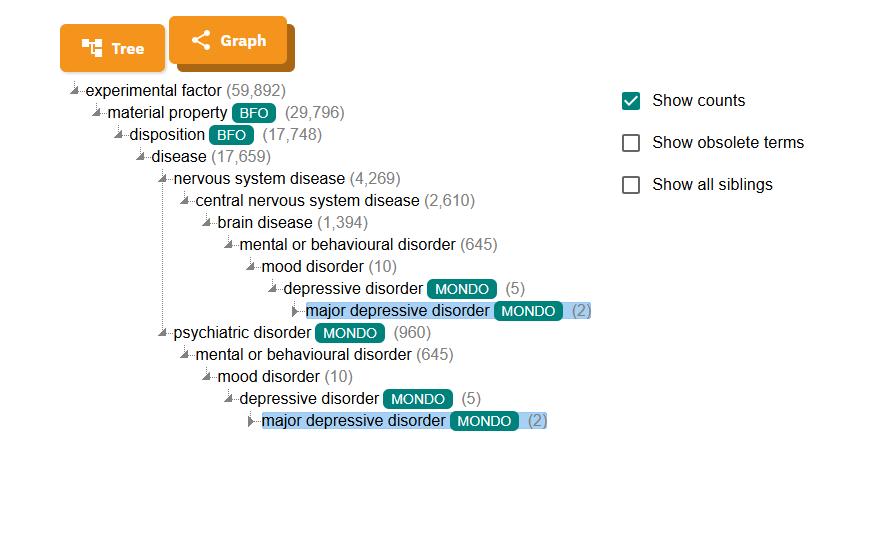 Tree
Graph
experimental factor (59,892)
material property BFO (29,796)
disposition BFO (17,748)
disease (17,659)
nervous system disease (4,269)
central nervous system disease (2,610)
brain disease (1,394)
mental or behavioural disorder (645)
mood disorder (10)
depressive disorder MONDO (5)
major depressive disorder MONDO (2)
psychiatric disorder MONDO (960)
mental or behavioural disorder (645)
mood disorder (10)
depressive disorder MONDO (5)
major depressive disorder MONDO (2)
Show counts
Show obsolete terms
Show all siblings